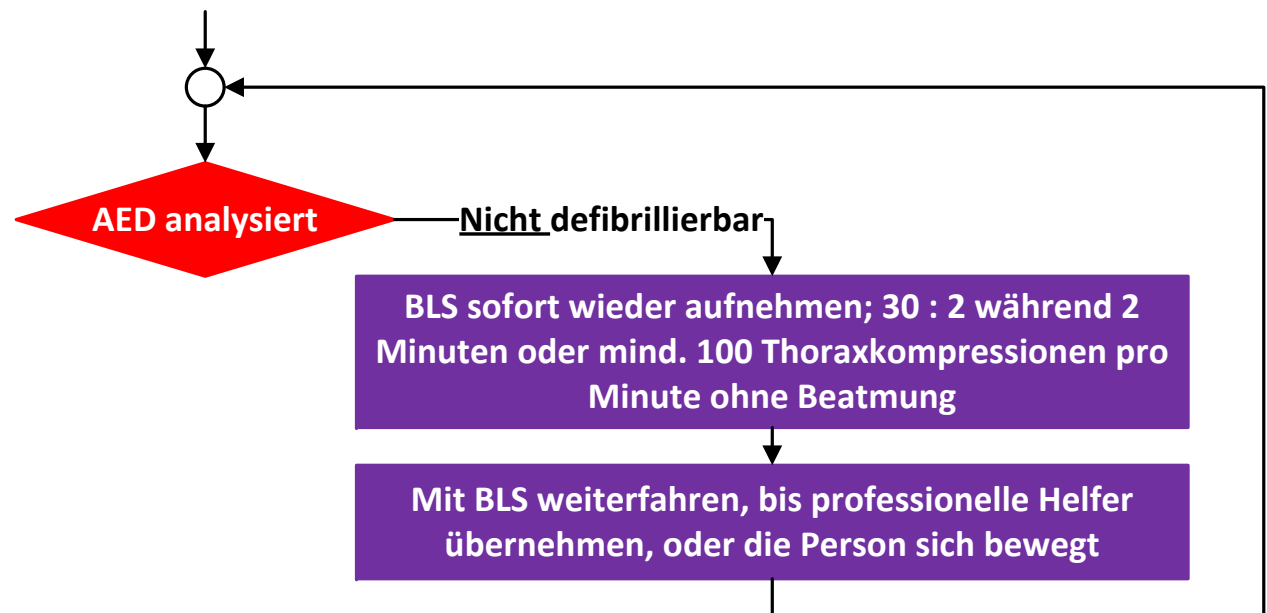 AED analysiert
Nicht defibrillierbar
BLS sofort wieder aufnehmen; 30 : 2 während 2
Minuten oder mind. 100 Thoraxkompressionen pro
Minute ohne Beatmung
Mit BLS weiterfahren, bis professionelle Helfer
übernehmen, oder die Person sich bewegt